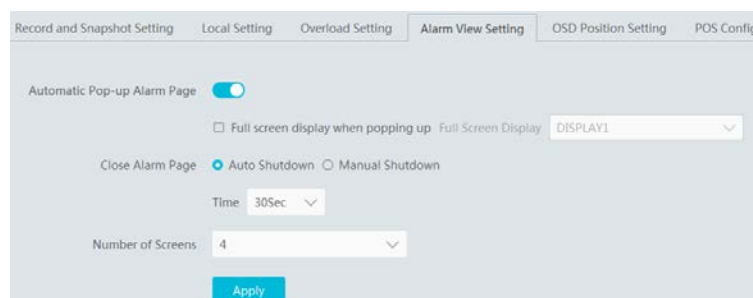 Record and Snapshot Setting Local Setting Overload Setting Alarm View Setting OSD Position Setting POS Config
Automatic Pop-up Alarm Page
Full screen display when popping up Full Screen Display DISPLAY1
Close Alarm Page Auto Shutdown Manual Shutdown
Time 30Sec
Number of Screens 4
Apply